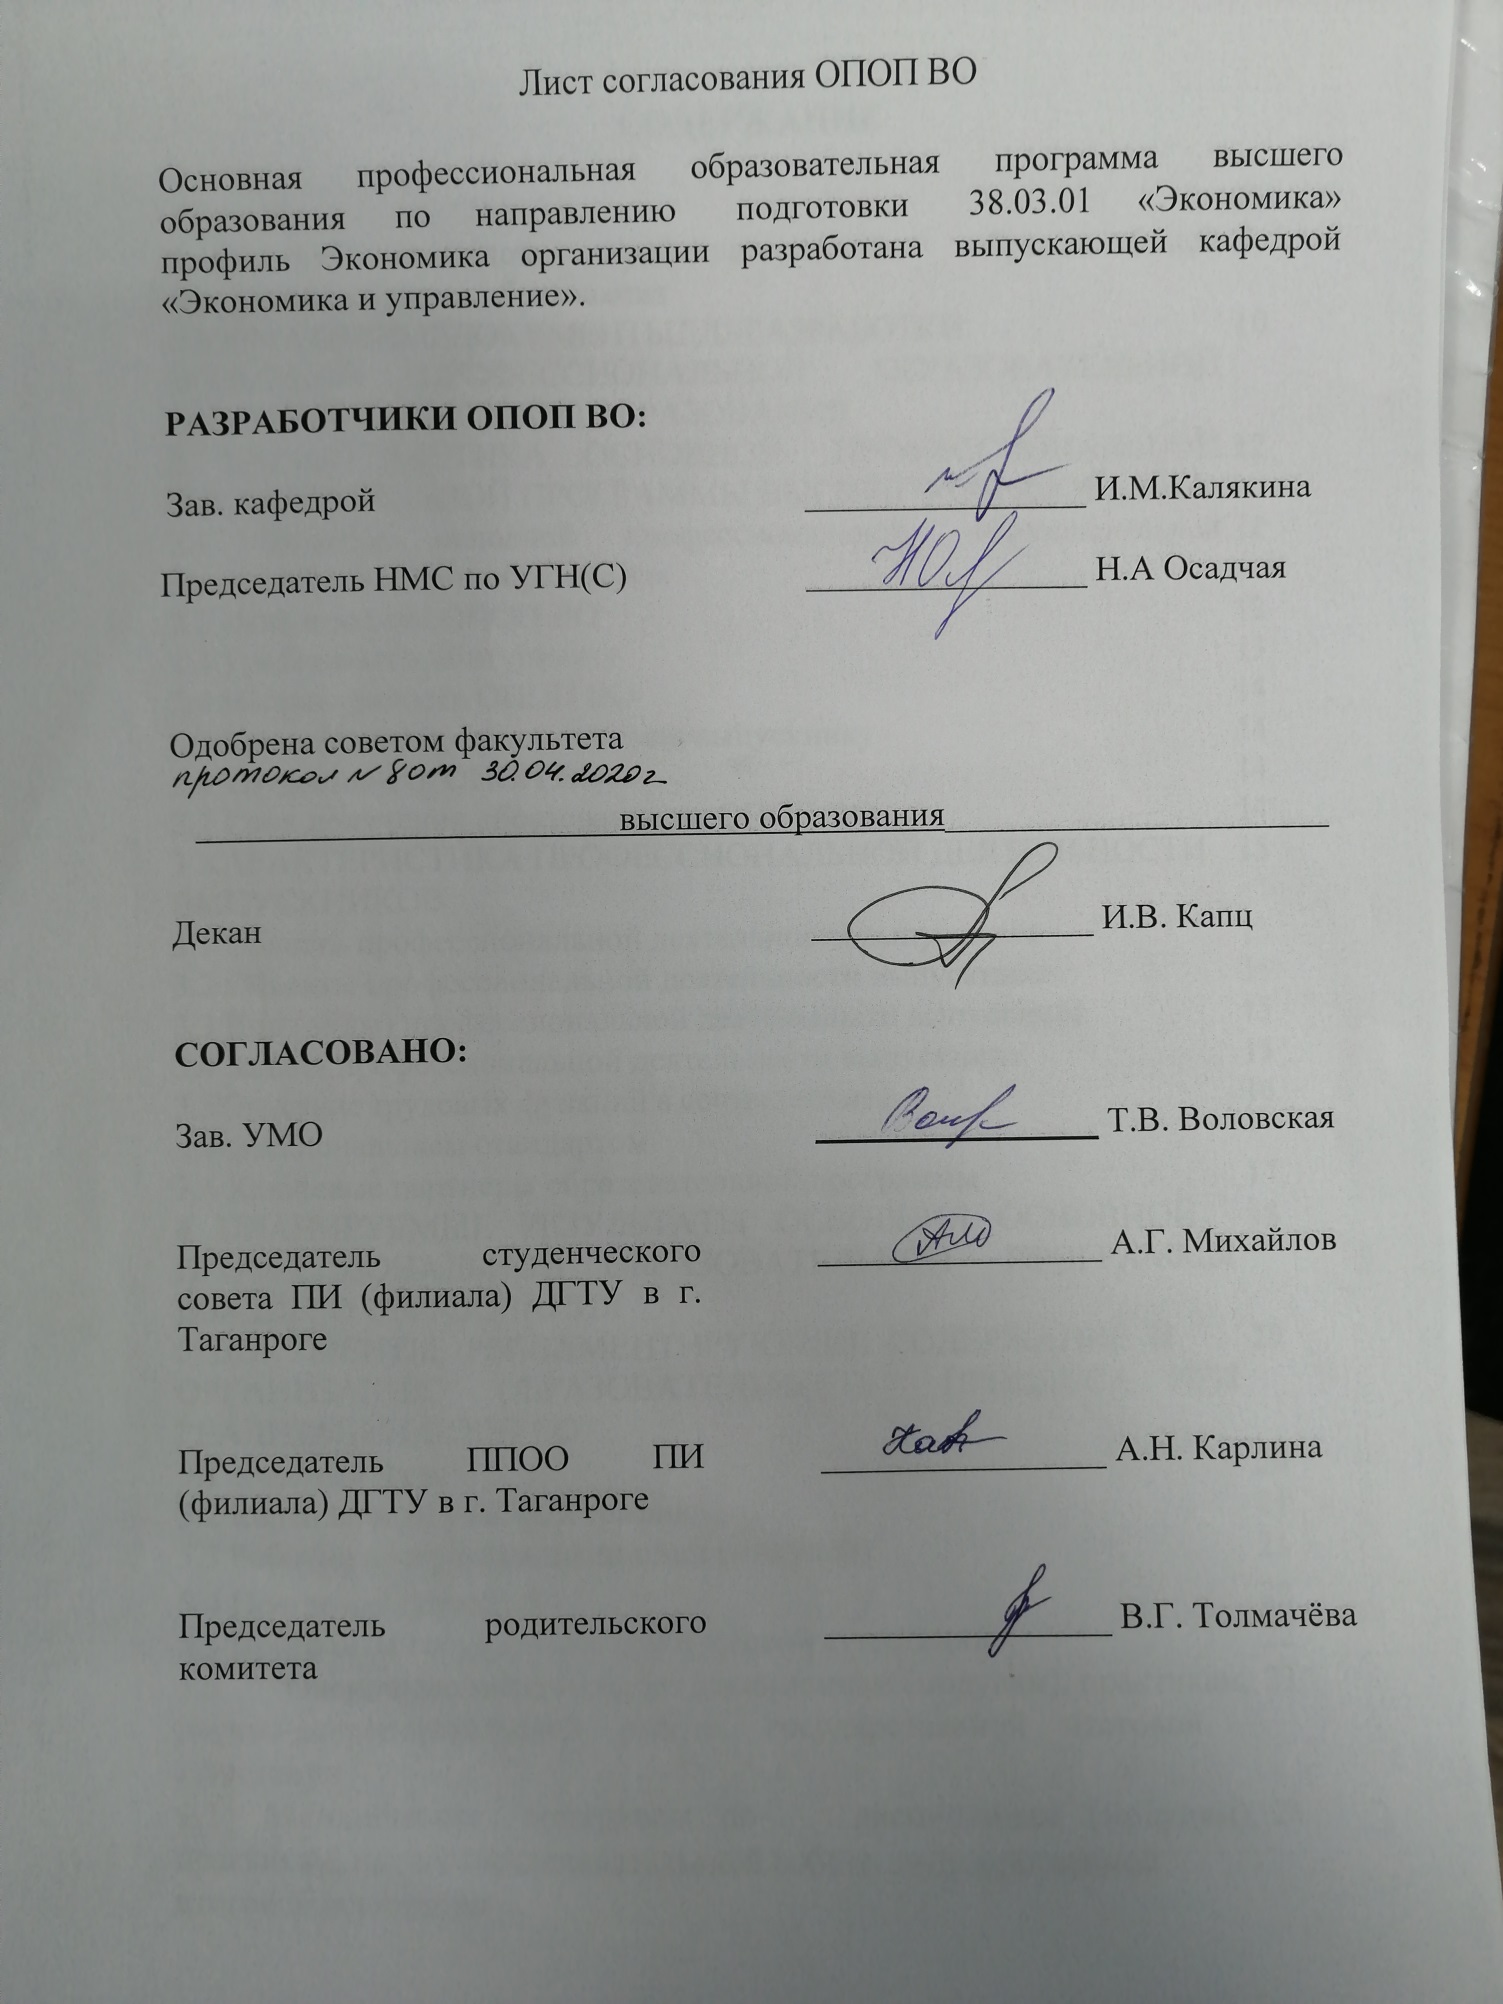 Лист согласования ОПОП ВО
Основная профессиональная образовательная программа высшего
образования по направлению подготовки 38.03.01 «Экономика»
профиль Экономика организации разработана выпускающей кафедрой
«Экономика и управление».
РАЗРАБОТЧИКИ ОПОП ВО:
Зав. кафедрой И.М.Калякина
Председатель НМС по УГН(С) Н.А Осадчая
Одобрена советом факультета
протокол № 8 от 30.04.2020г
высшего образования
Декан И.В. Капц
СОГЛАСОВАНО:
Зав. УМО Т.В. Воловская
Председатель студенческого А.Г. Михайлов
совета ПИ (филиала) ДГТУ в г.
Таганроге
Председатель ППОО ПИ А.Н. Карлина
(филиала) ДГТУ в г. Таганроге
Председатель родительского В.Г. Толмачёва
комитета